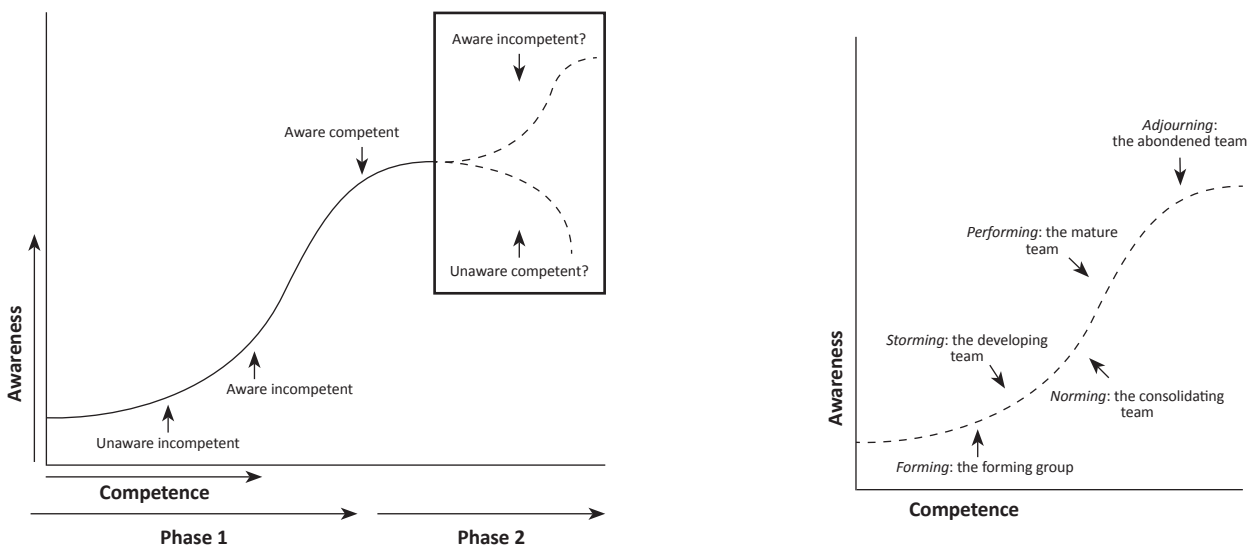 Aware incompetent?
Aware competent
Unaware competent?
Aware incompetent
Unaware incompetent
Awareness
Competence
Phase 1
Phase 2
Adjourning:
the abondened team
Performing: the mature
team
Storming: the developing
team
Norming: the consolidating
team
Forming: the forming group
Awareness
Competence